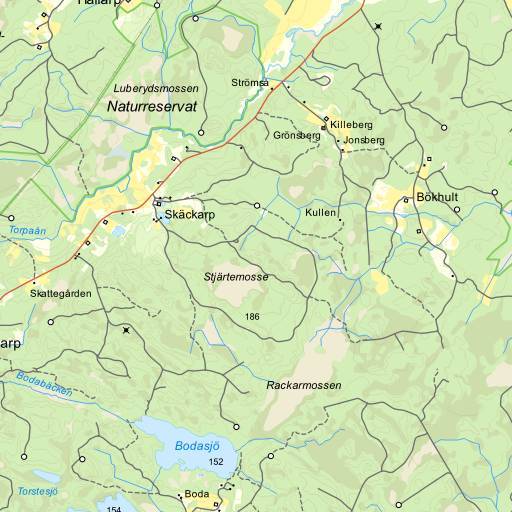 Hallarp
Luberydsmossen
Naturreservat
Strömsa
Killeberg
Grönsberg
Jonsberg
Bökhult
Skäckarp
Kullen
Torpaån
Stjärtemosse
Skattegården
186
arp
Rackarmossen
Bodabäcken
Bodasjö
152
Torstesjö
Boda
154